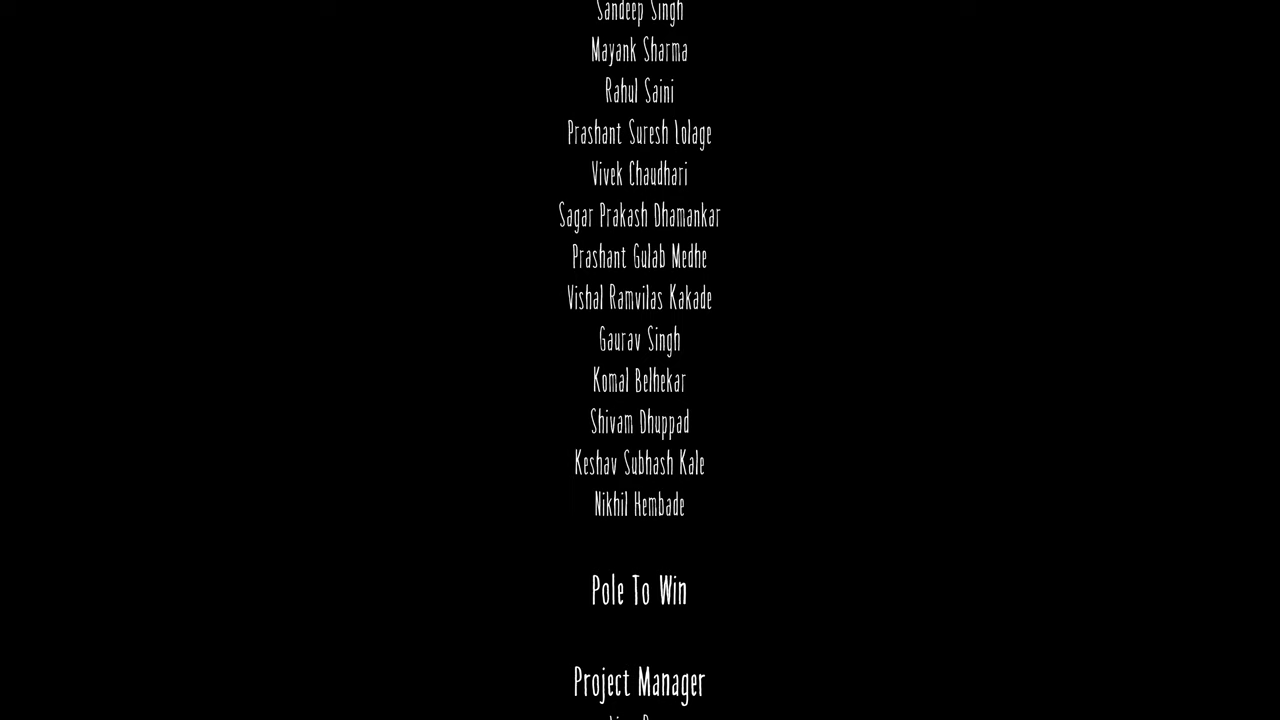 Sandeep Singh
Mayank Sharma
Rahul Saini
Prashant Suresh Lolage
Vivek Chaudhari
Sagar Prakash Dhamankar
Prashant Gulab Medhe
Vishal Ramvilas Kakade
Gaurav Singh
Komal Belhekar
Shivam Dhuppad
Keshav Subhash Kale
Nikhil Hembade
Pole To Win
Project Manager